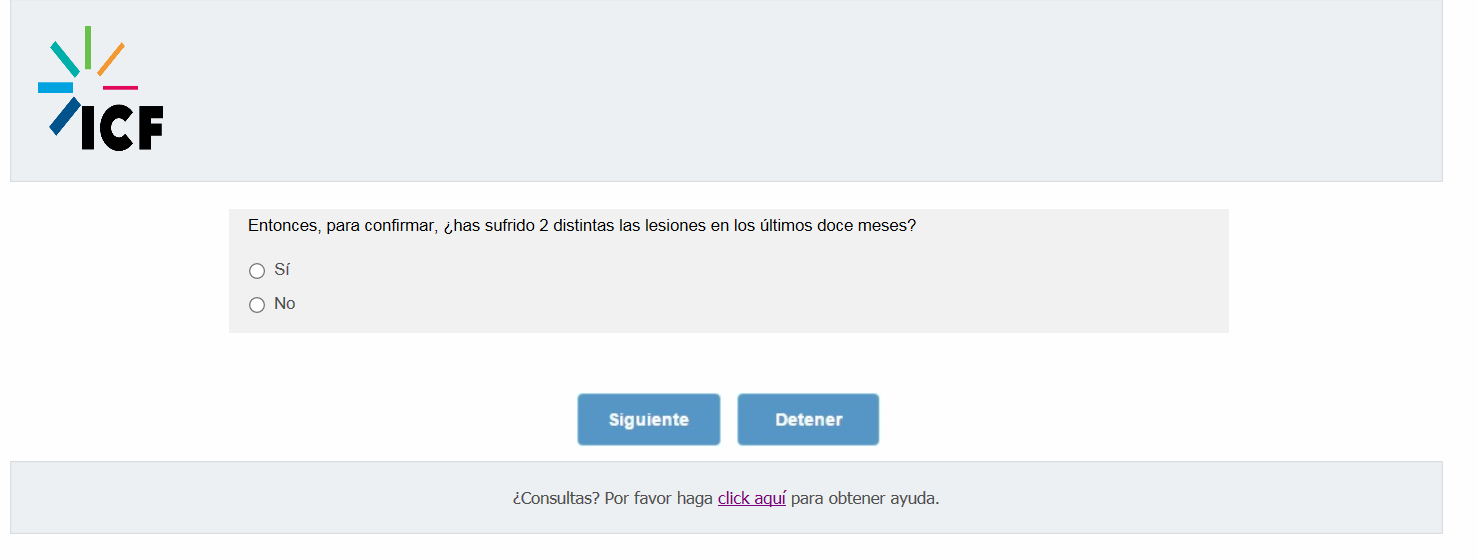 ICF
Entonces, para confirmar, ¿has sufrido 2 distintas las lesiones en los últimos doce meses?
Sí
No
Siguiente
Detener
¿Consultas? Por favor haga click aquí para obtener ayuda.